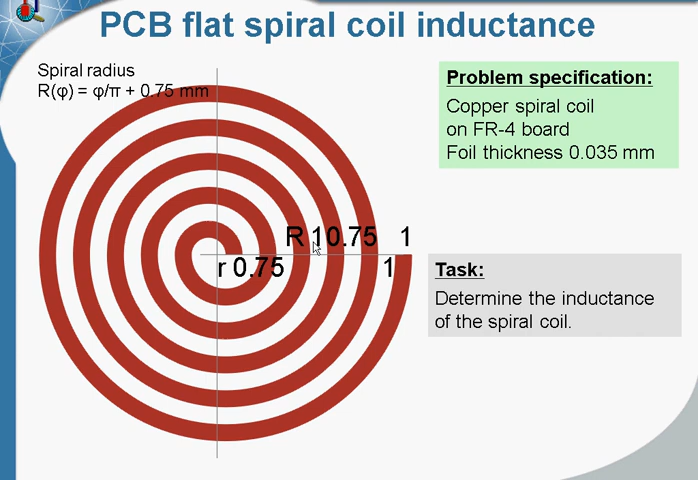 PCB flat spiral coil inductance
Spiral radius
R(φ) = φ/π + 0.75 mm
Problem specification:
Copper spiral coil
on FR-4 board
Foil thickness 0.035 mm
R 10.75 1
r 0.75 1
Task:
Determine the inductance
of the spiral coil.